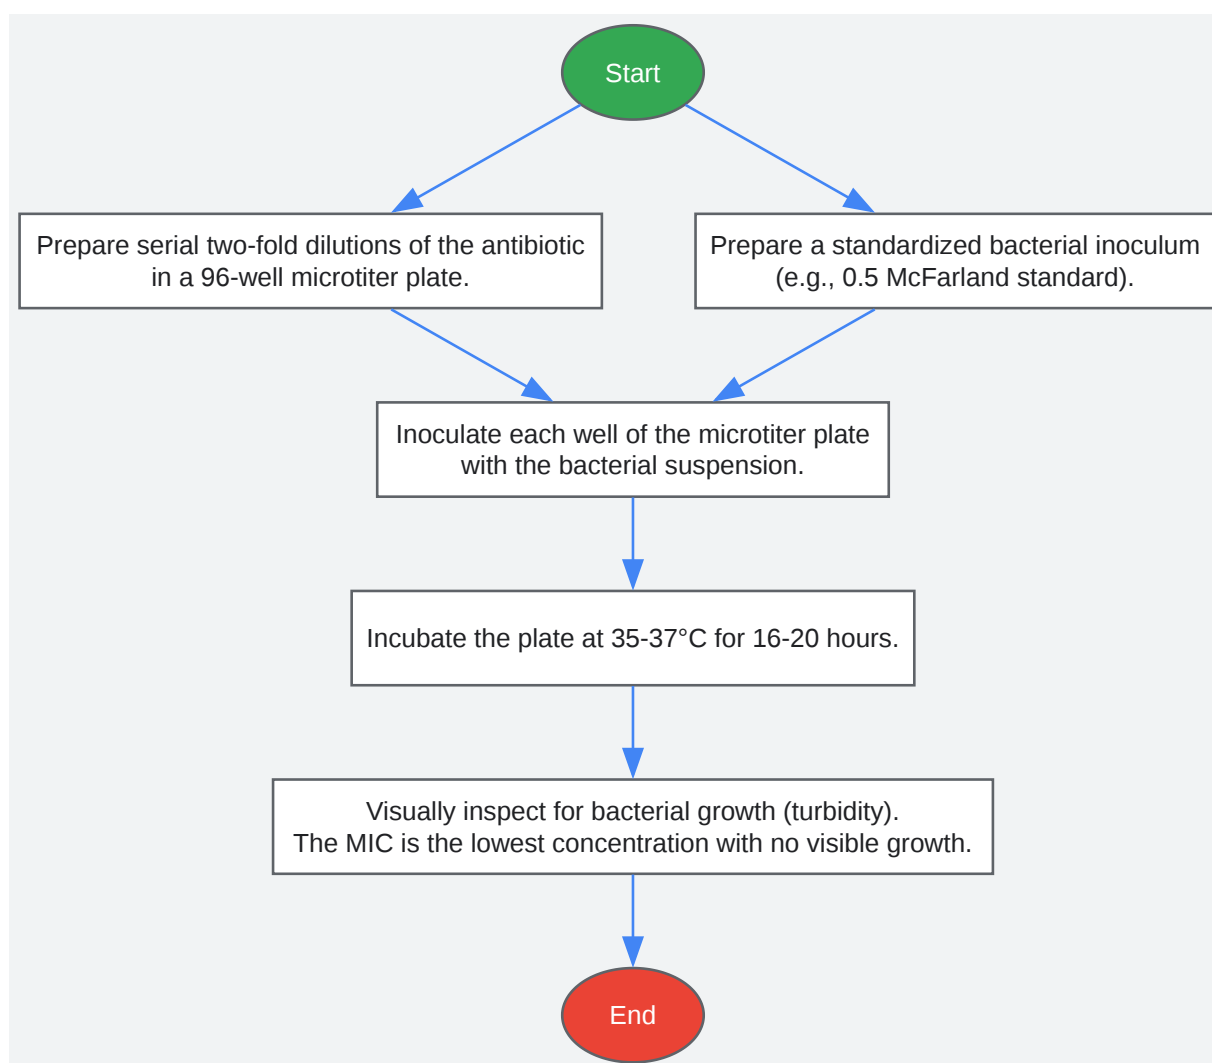 Start
Prepare serial two-fold dilutions of the antibiotic
in a 96-well microtiter plate.
Prepare a standardized bacterial inoculum
(e.g., 0.5 McFarland standard).
Inoculate each well of the microtiter plate
with the bacterial suspension.
Incubate the plate at 35-37°C for 16-20 hours.
Visually inspect for bacterial growth (turbidity).
The MIC is the lowest concentration with no visible growth.
End